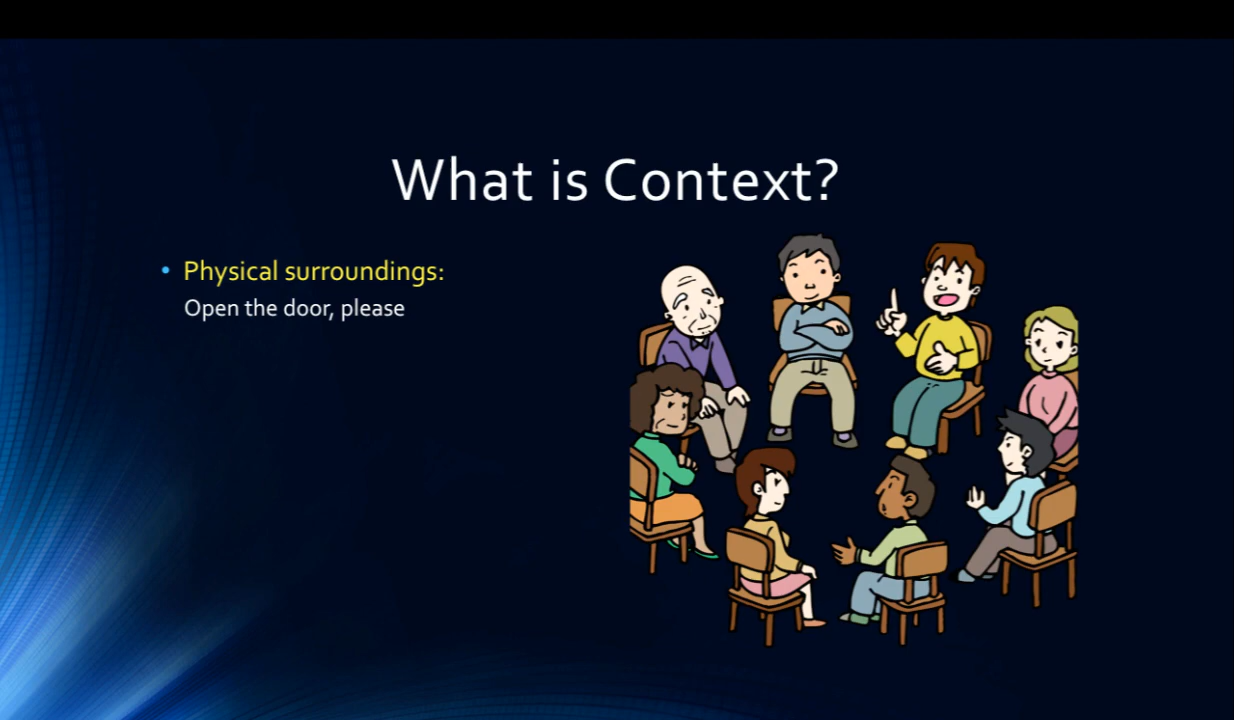 What is Context?
• Physical surroundings:
Open the door, please